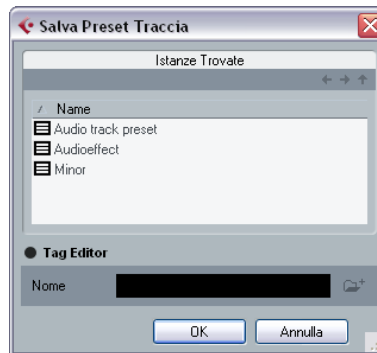 Salva Preset Traccia
Istanze Trovate
Name
Audio track preset
Audioeffect
Minor
Tag Editor
Nome
OK
Annulla